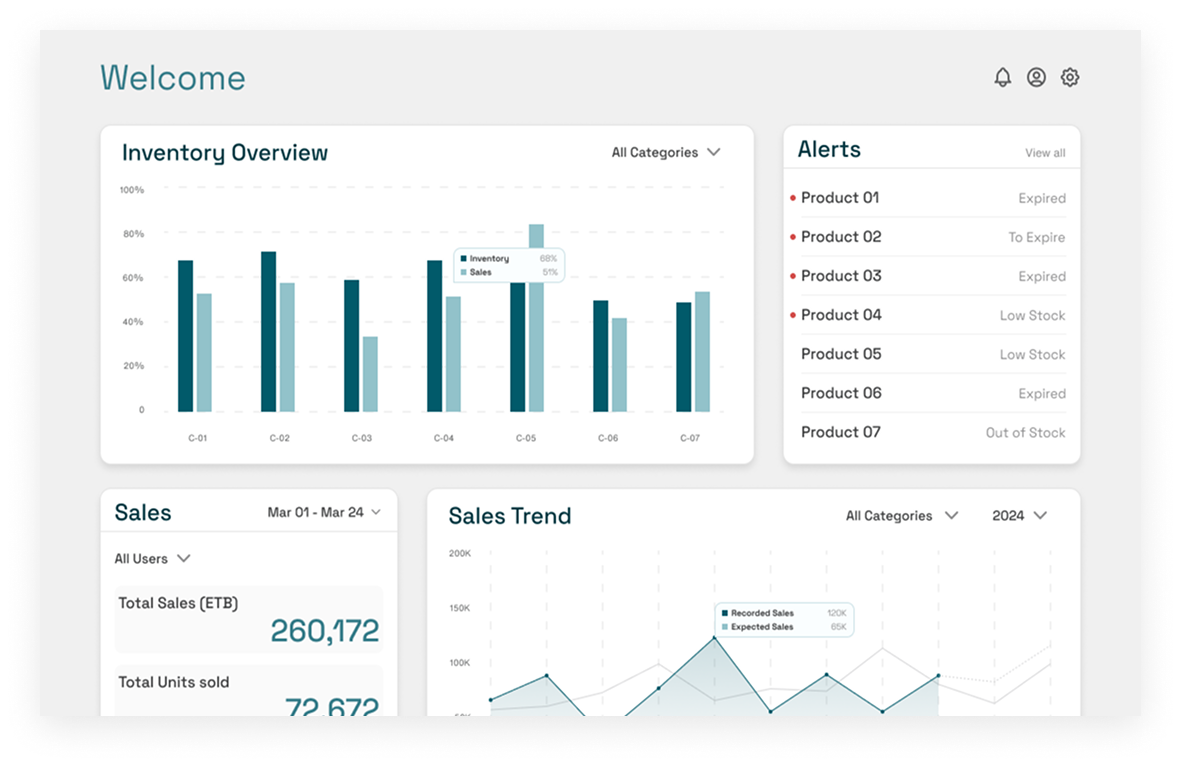 Welcome
Inventory Overview
All Categories
100%
80%
60%
40%
20%
0
Inventory 68%
Sales 51%
C-01 C-02 C-03 C-04 C-05 C-06 C-07
Alerts
View all
Product 01 Expired
Product 02 To Expire
Product 03 Expired
Product 04 Low Stock
Product 05 Low Stock
Product 06 Expired
Product 07 Out of Stock
Sales
Mar 01 - Mar 24
All Users
Total Sales (ETB)
260,172
Total Units sold
72,672
Sales Trend
All Categories
2024
200K
150K
100K
Recorded Sales 120K
Expected Sales 65K